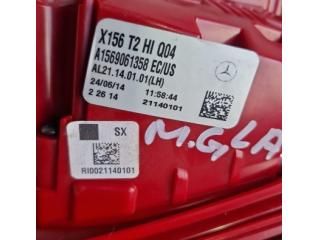 X156 T2 HI Q04
A1569061358 EC/US
AL21.14.01.01(LH)
24/06/14 11:58:44
2 26 14 21140101
SX
RI0021140101
M.GLA